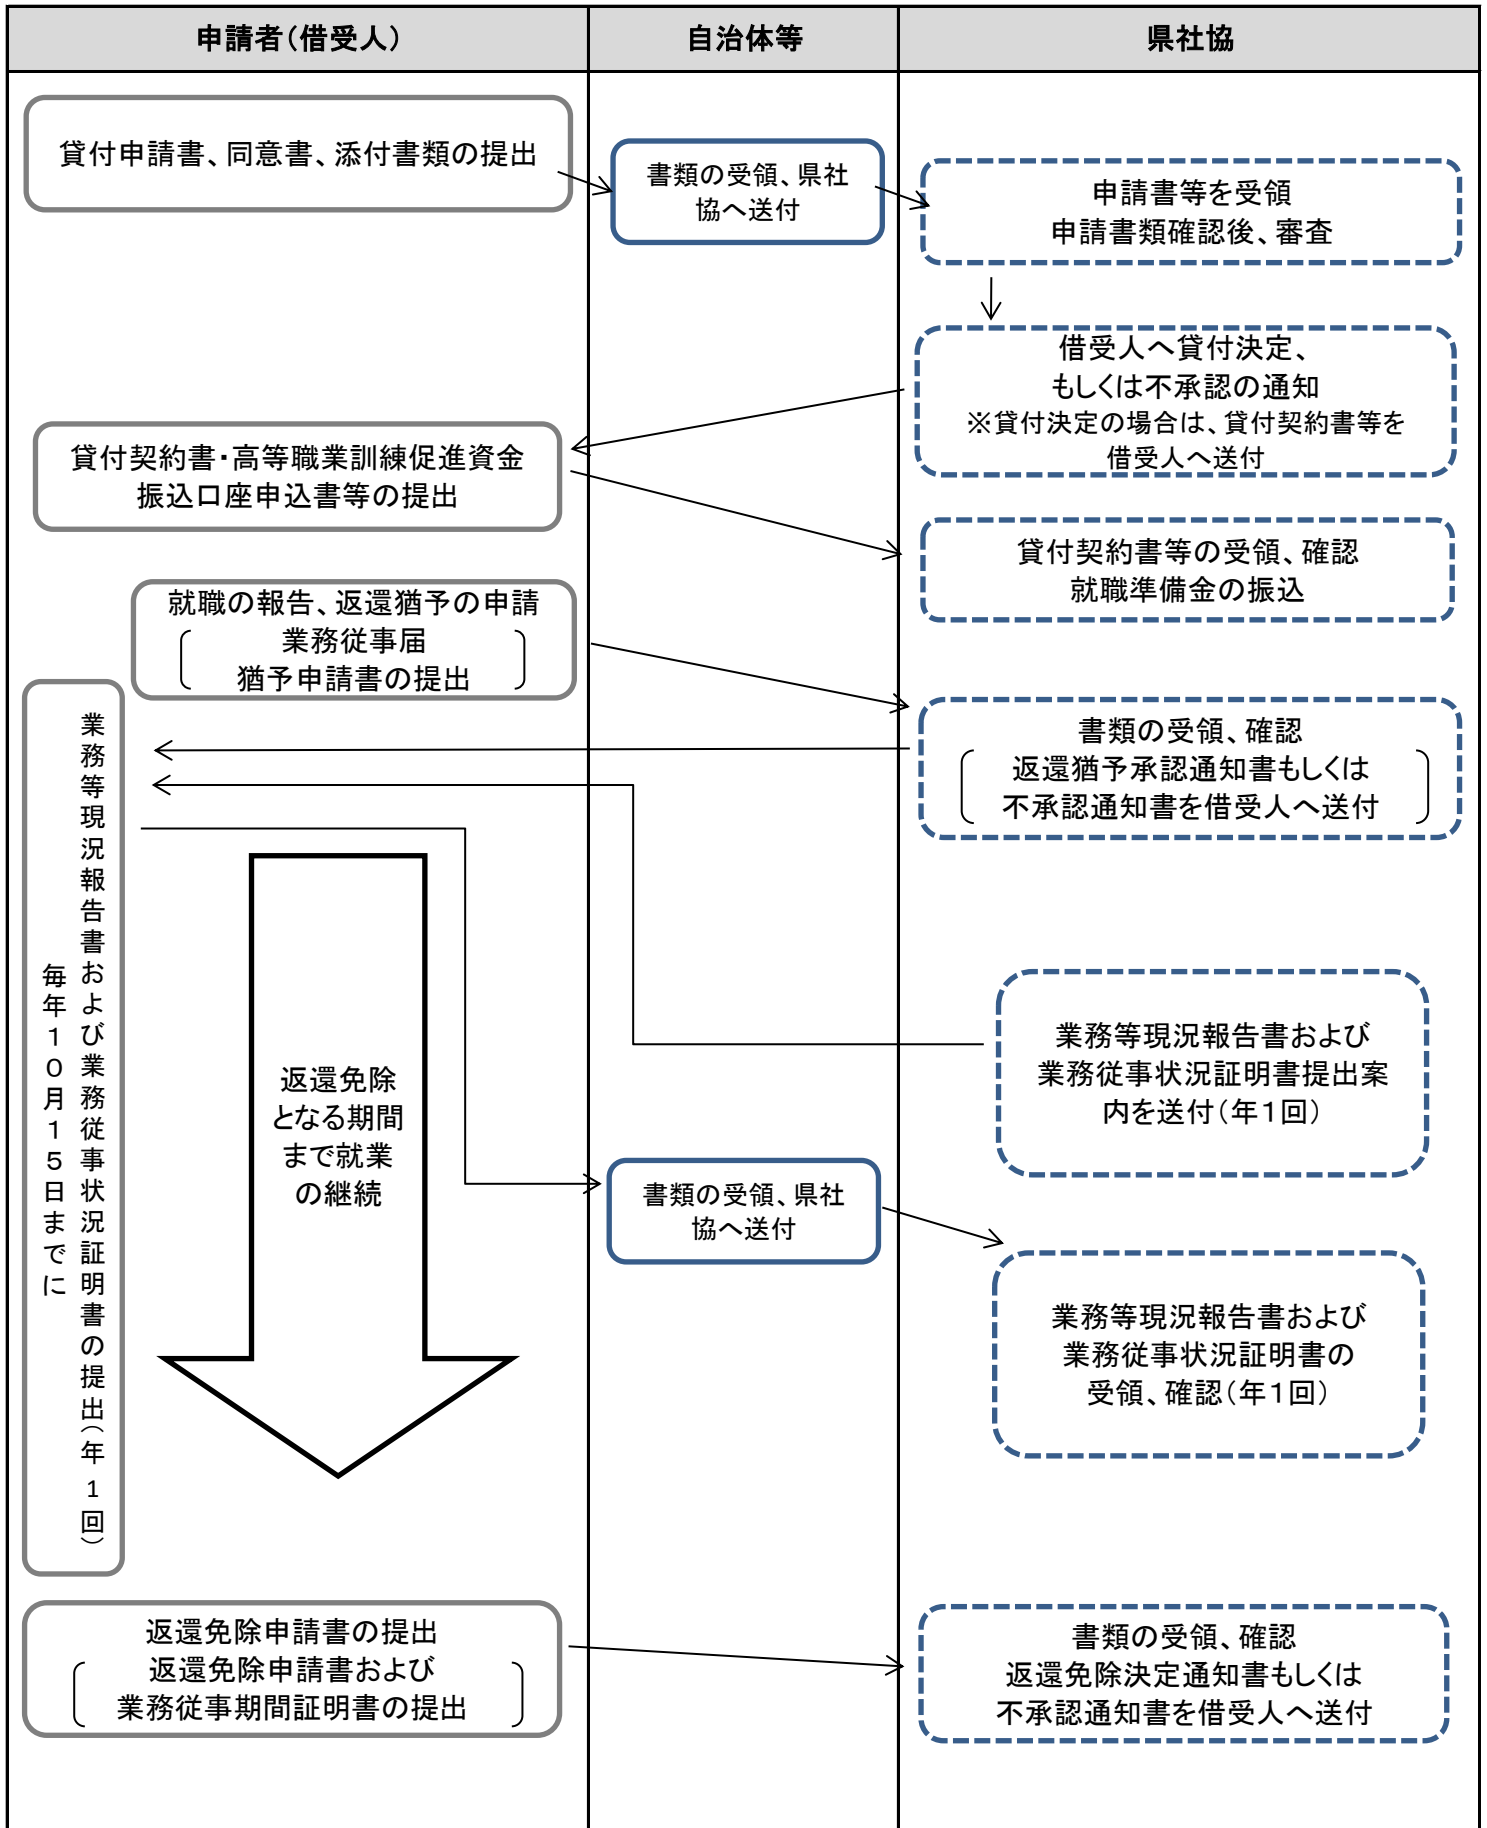 申請者（借受人）
自治体等
県社協
貸付申請書、同意書、添付書類の提出
書類の受領、県社
協へ送付
申請書等を受領
申請書類確認後、審査
借受人へ貸付決定、
もしくは不承認の通知
※貸付決定の場合は、貸付契約書等を
借受人へ送付
貸付契約書・高等職業訓練促進資金
振込口座申込書等の提出
貸付契約書等の受領、確認
就職準備金の振込
就職の報告、返還猶予の申請
業務従事届
猶予申請書の提出
書類の受領、確認
返還猶予承認通知書もしくは
不承認通知書を借受人へ送付
業務等現況報告書および業務従事状況証明書の提出（年1回）
毎年１０月１５日までに
返還免除
となる期間
まで就業
の継続
業務等現況報告書および
業務従事状況証明書提出案
内を送付（年１回）
書類の受領、県社
協へ送付
業務等現況報告書および
業務従事状況証明書の
受領、確認（年１回）
返還免除申請書の提出
返還免除申請書および
業務従事期間証明書の提出
書類の受領、確認
返還免除決定通知書もしくは
不承認通知書を借受人へ送付